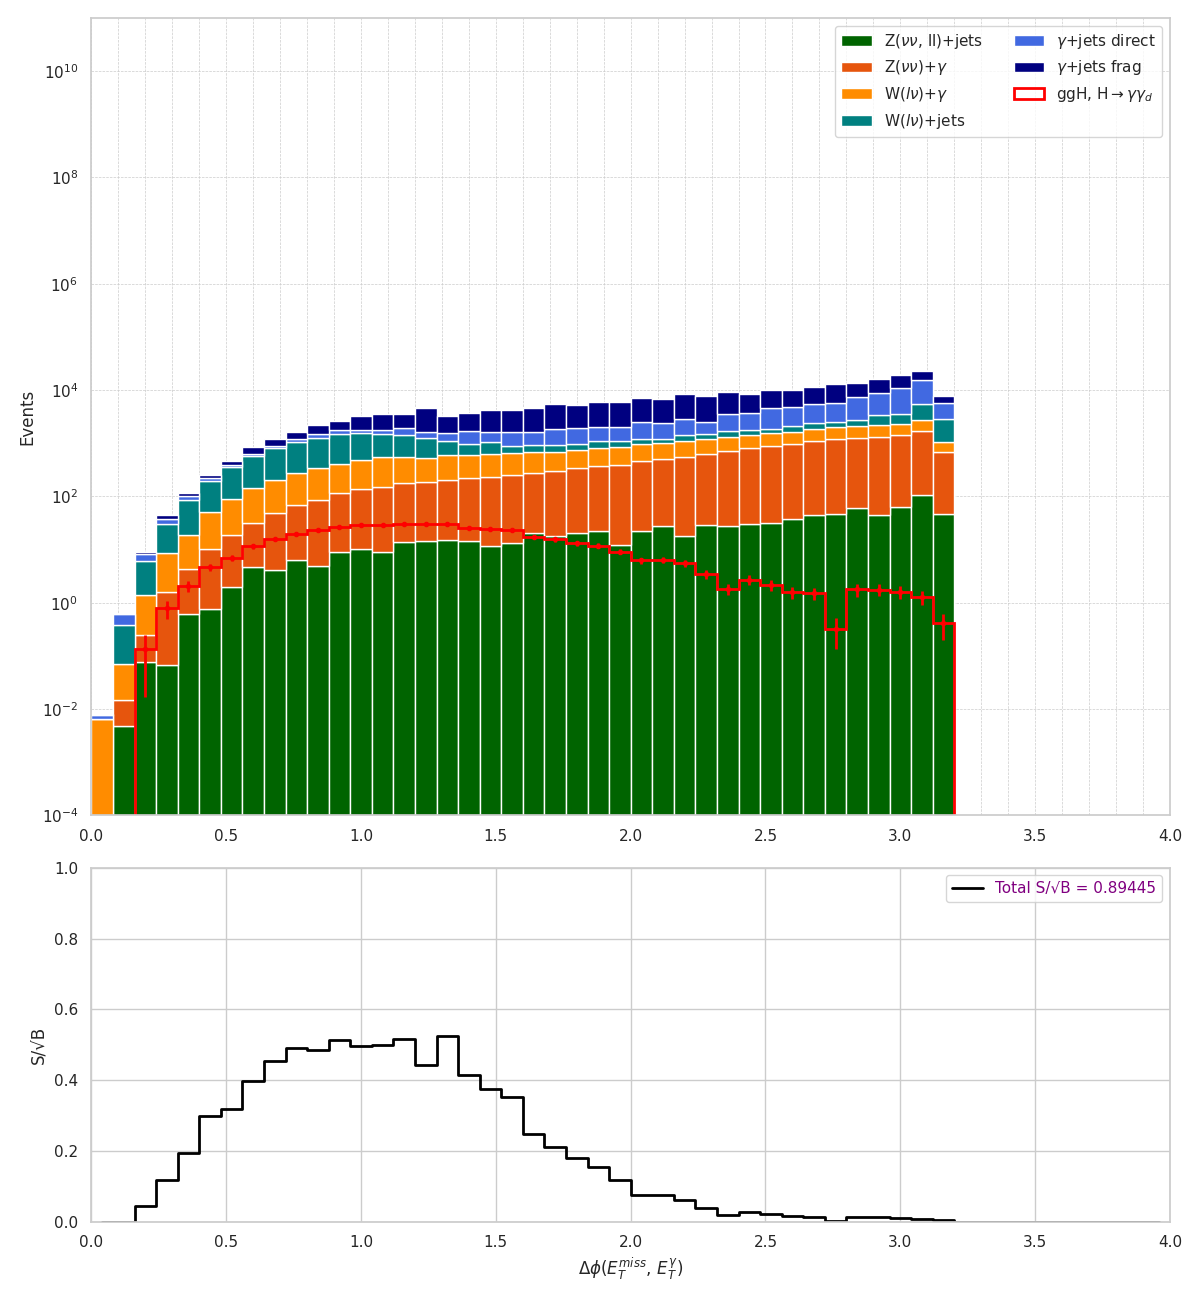 Events
10¹⁰
10⁸
10⁶
10⁴
10²
10⁰
10⁻²
10⁻⁴
Z(νν, ll)+jets
Z(νν)+γ
W(lν)+γ
W(lν)+jets
γ+jets direct
γ+jets frag
ggH, H→γγ_d
0.0 0.5 1.0 1.5 2.0 2.5 3.0 3.5 4.0
S/√B
1.0
0.8
0.6
0.4
0.2
0.0
Total S/√B = 0.89445
0.0 0.5 1.0 1.5 2.0 2.5 3.0 3.5 4.0
Δϕ(E_T^miss, E_T^γ)